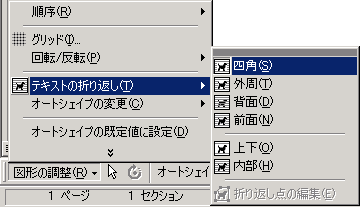 順序(R)
グリッド(I)...
回転/反転(P)
テキストの折り返し(T)
オートシェイプの変更(C)
オートシェイプの既定値に設定(D)
四角(S)
外周(T)
背面(D)
前面(N)
上下(O)
内部(H)
折り返し点の編集(E)
図形の調整(R)
オートシェイ
1 ページ 1 セクション